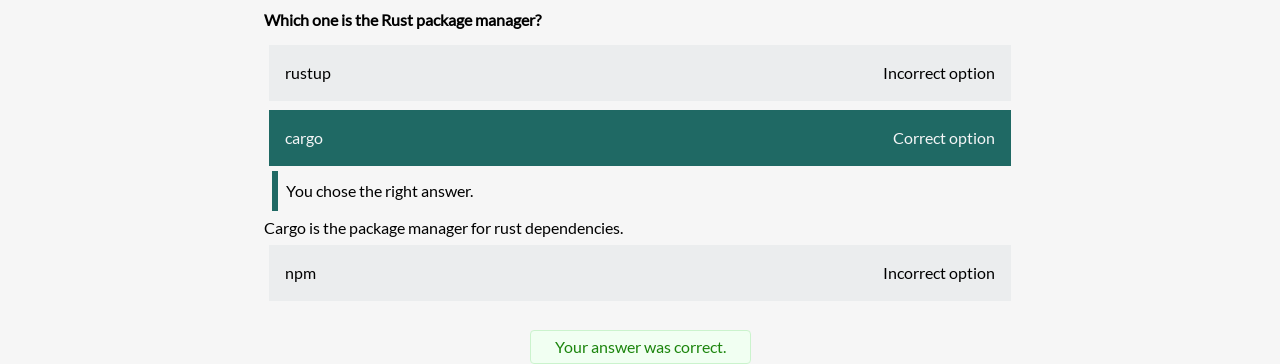 Which one is the Rust package manager?
rustup Incorrect option
cargo Correct option
You chose the right answer.
Cargo is the package manager for rust dependencies.
npm Incorrect option
Your answer was correct.